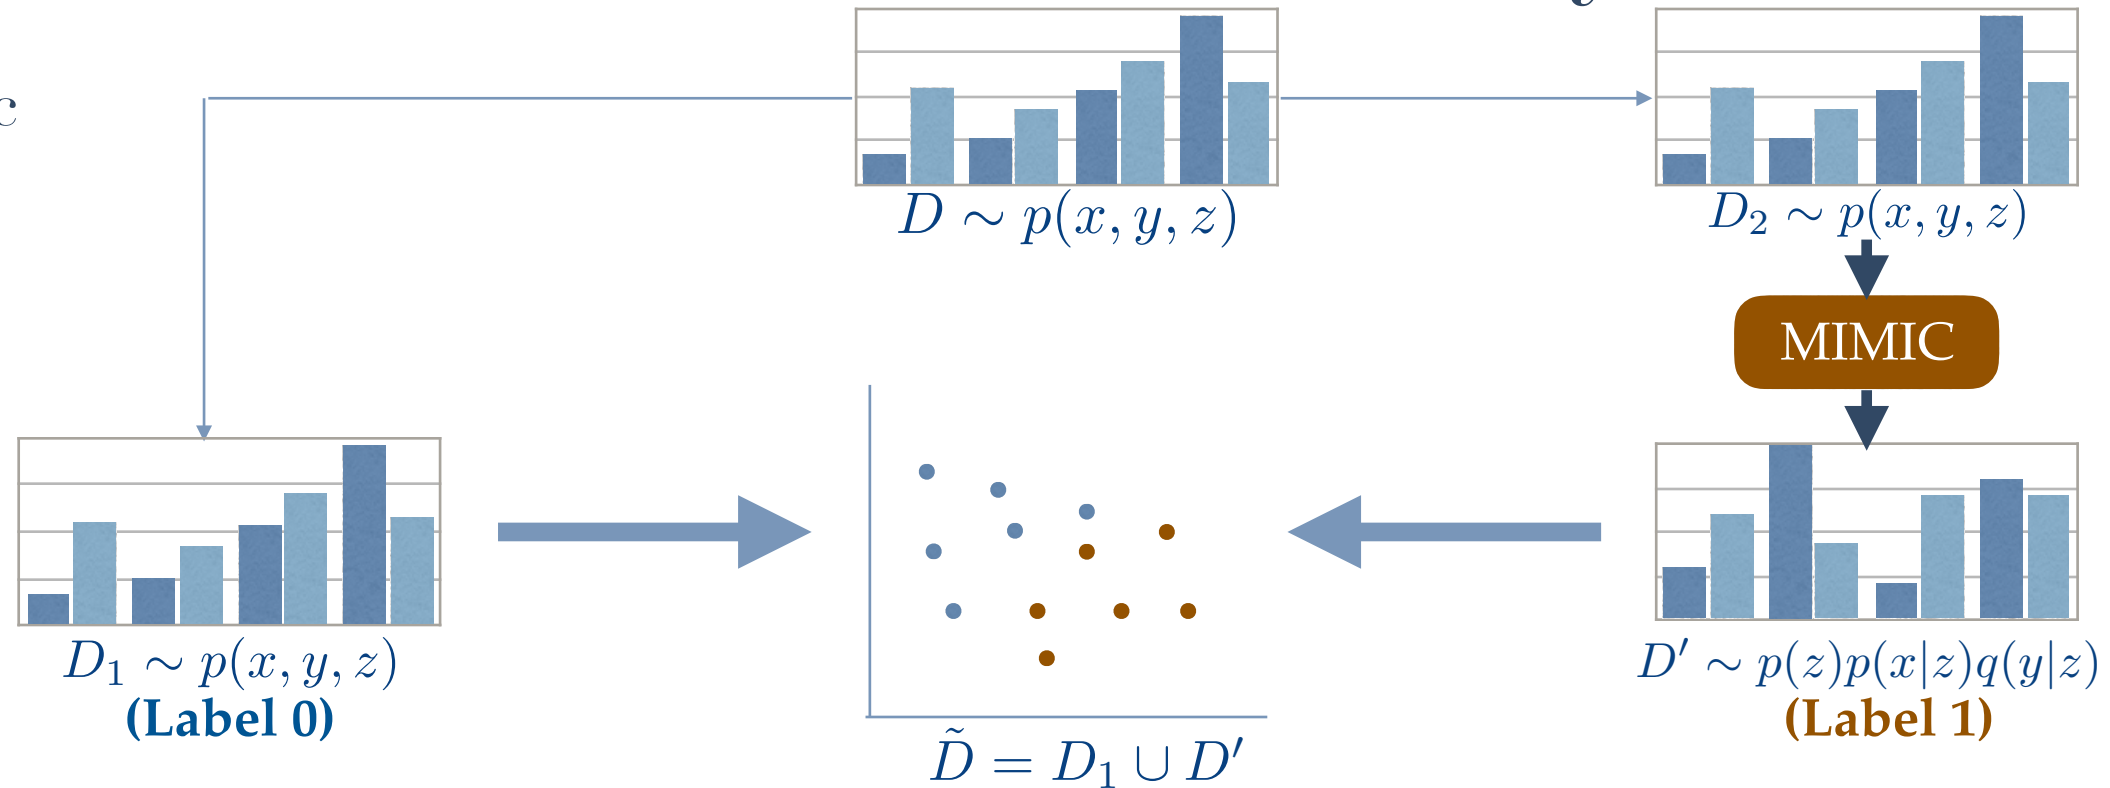 c
D ∼ p(x, y, z)
D₂ ∼ p(x, y, z)
MIMIC
D₁ ∼ p(x, y, z)
(Label 0)
D̃ = D₁ ∪ D′
D′ ∼ p(z)p(x|z)q(y|z)
(Label 1)